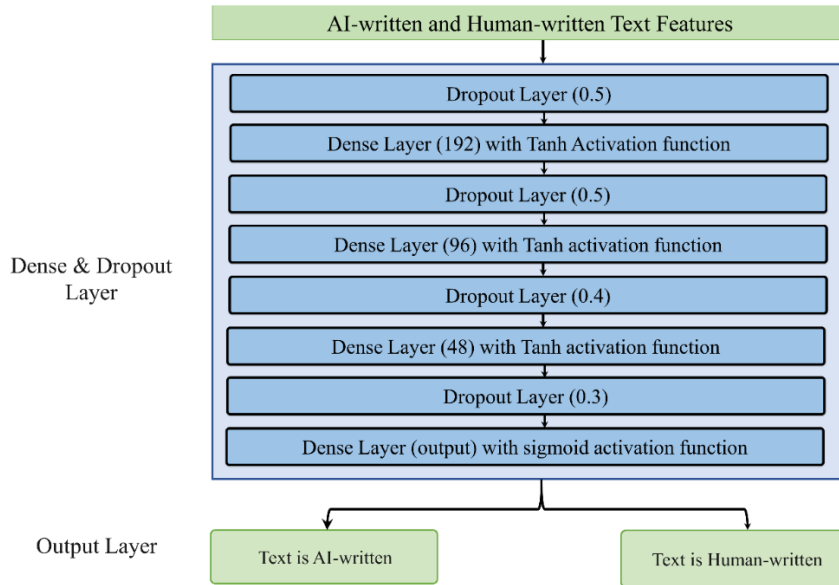 AI-written and Human-written Text Features
Dropout Layer (0.5)
Dense Layer (192) with Tanh Activation function
Dropout Layer (0.5)
Dense Layer (96) with Tanh activation function
Dense & Dropout
Layer
Dropout Layer (0.4)
Dense Layer (48) with Tanh activation function
Dropout Layer (0.3)
Dense Layer (output) with sigmoid activation function
Output Layer
Text is AI-written
Text is Human-written